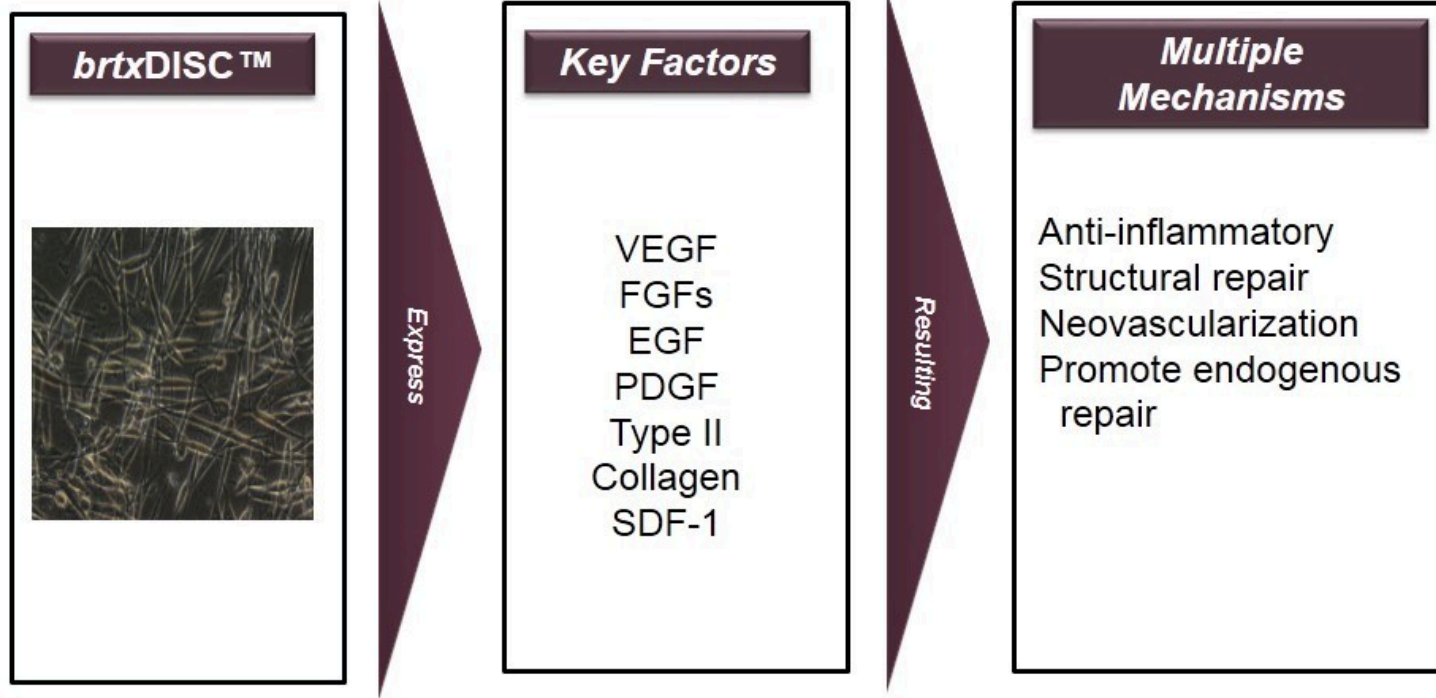 brtxDISC™
Express
Key Factors
VEGF
FGFs
EGF
PDGF
Type II
Collagen
SDF-1
Resulting
Multiple
Mechanisms
Anti-inflammatory
Structural repair
Neovascularization
Promote endogenous
repair